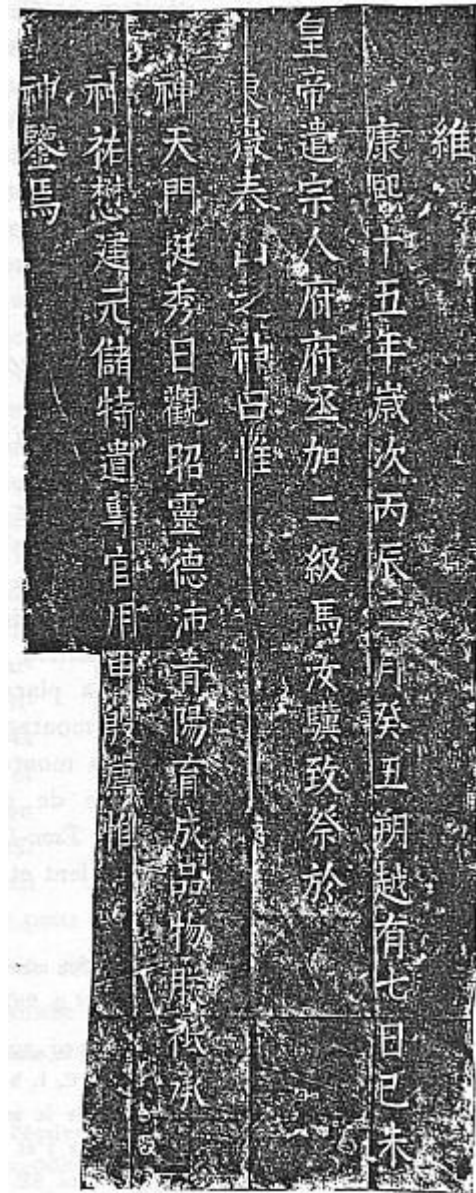 維
康熙十五年歲次丙辰二月癸丑朔越有七日己未
皇帝遣宗人府府丞加二級馬汝驥致祭於
東嶽泰山之神曰惟
神天門挺秀日觀昭靈德沛青陽育成品物朕祗承
神祐懋建元儲特遣專官用申殷薦惟
神鑒焉